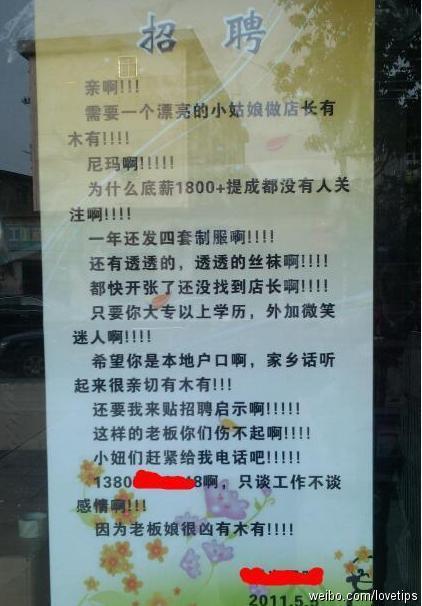 招 聘
亲啊!!!
需要一个漂亮的小姑娘做店长有
木有!!!!
尼玛啊!!!!!
为什么底薪1800+提成都没有人关
注啊!!!!
一年还发四套制服啊!!!!
还有透透的，透透的丝袜啊!!!!
都快开张了还没找到店长啊!!!!
只要你大专以上学历，外加微笑
迷人啊!!!!
希望你是本地户口啊，家乡话听
起来很亲切有木有!!!
还要我来贴招聘启示啊!!!!!
这样的老板你们伤不起啊!!!!
小妞们赶紧给我电话吧!!!!!
1380 8啊，只谈工作不谈
感情啊!!!
因为老板娘很凶有木有!!!!
2011.5.
weibo.com/lovetips